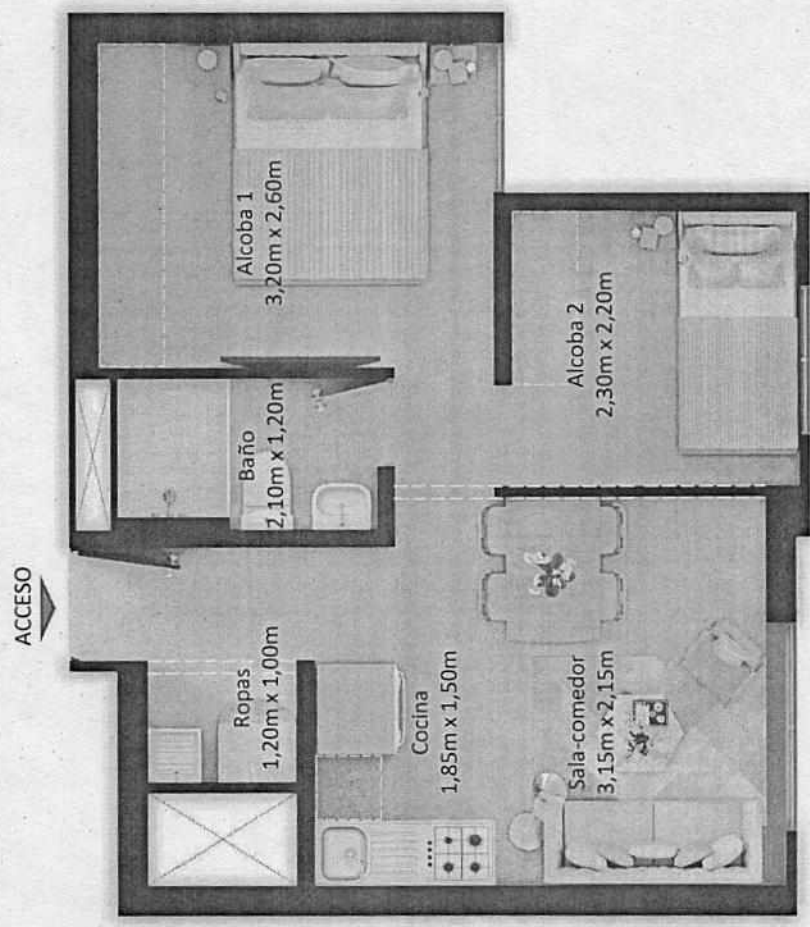 ACCESO
Alcoba 1
3,20m x 2,60m
Baño
2,10m x 1,20m
Ropas
1,20m x 1,00m
Cocina
1,85m x 1,50m
Alcoba 2
2,30m x 2,20m
Sala-comedor
3,15m x 2,15m